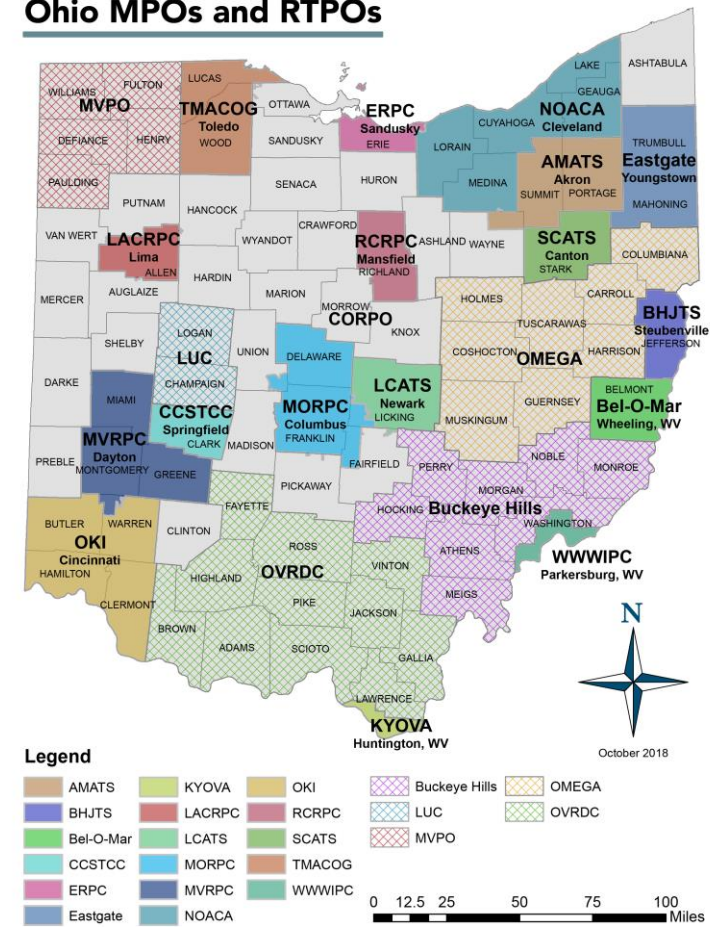 Ohio MPOs and RTPOs
LAKE
ASHTABULA
GEAUGA
LUCAS
WILLIAMS
FULTON
MVPO
TMACOG
Toledo
WOOD
OTTAWA
ERPC
Sandusky
ERIE
NOACA
Cleveland
CUYAHOGA
LORAIN
DEFIANCE
HENRY
SANDUSKY
TRUMBULL
Eastgate
Youngstown
AMATS
Akron
SUMMIT
PORTAGE
MEDINA
PAULDING
SENACA
HURON
PUTNAM
HANCOCK
MAHONING
VAN WERT
LACRPC
Lima
ALLEN
WYANDOT
CRAWFORD
RCRPC
Mansfield
RICHLAND
ASHLAND
WAYNE
SCATS
Canton
STARK
COLUMBIANA
MERCER
AUGLAIZE
HARDIN
MARION
MORROW
CORPO
KNOX
HOLMES
CARROLL
BHJTS
Steubenville
JEFFERSON
TUSCARAWAS
LOGAN
LUC
SHELBY
UNION
DELAWARE
COSHOCTON
OMEGA
HARRISON
DARKE
MIAMI
CHAMPAIGN
CCSTCC
Springfield
CLARK
MORPC
Columbus
FRANKLIN
LCATS
Newark
LICKING
BELMONT
Bel-O-Mar
Wheeling, WV
GUERNSEY
MUSKINGUM
MVRPC
Dayton
MONTGOMERY
PREBLE
GREENE
MADISON
FAIRFIELD
PERRY
NOBLE
MONROE
PICKAWAY
MORGAN
FAYETTE
HOCKING
Buckeye Hills
WASHINGTON
BUTLER
WARREN
CLINTON
OKI
Cincinnati
HAMILTON
CLERMONT
ROSS
OVRDC
HIGHLAND
VINTON
ATHENS
WWWIPC
Parkersburg, WV
MEIGS
PIKE
JACKSON
BROWN
ADAMS
SCIOTO
GALLIA
LAWRENCE
KYOVA
Huntington, WV
N
October 2018
Legend
AMATS
BHJTS
Bel-O-Mar
CCSTCC
ERPC
Eastgate
KYOVA
LACRPC
LCATS
MORPC
MVRPC
NOACA
OKI
RCRPC
SCATS
TMACOG
WWWIPC
Buckeye Hills
LUC
MVPO
OMEGA
OVRDC
0 12.5 25 50 75 100
Miles